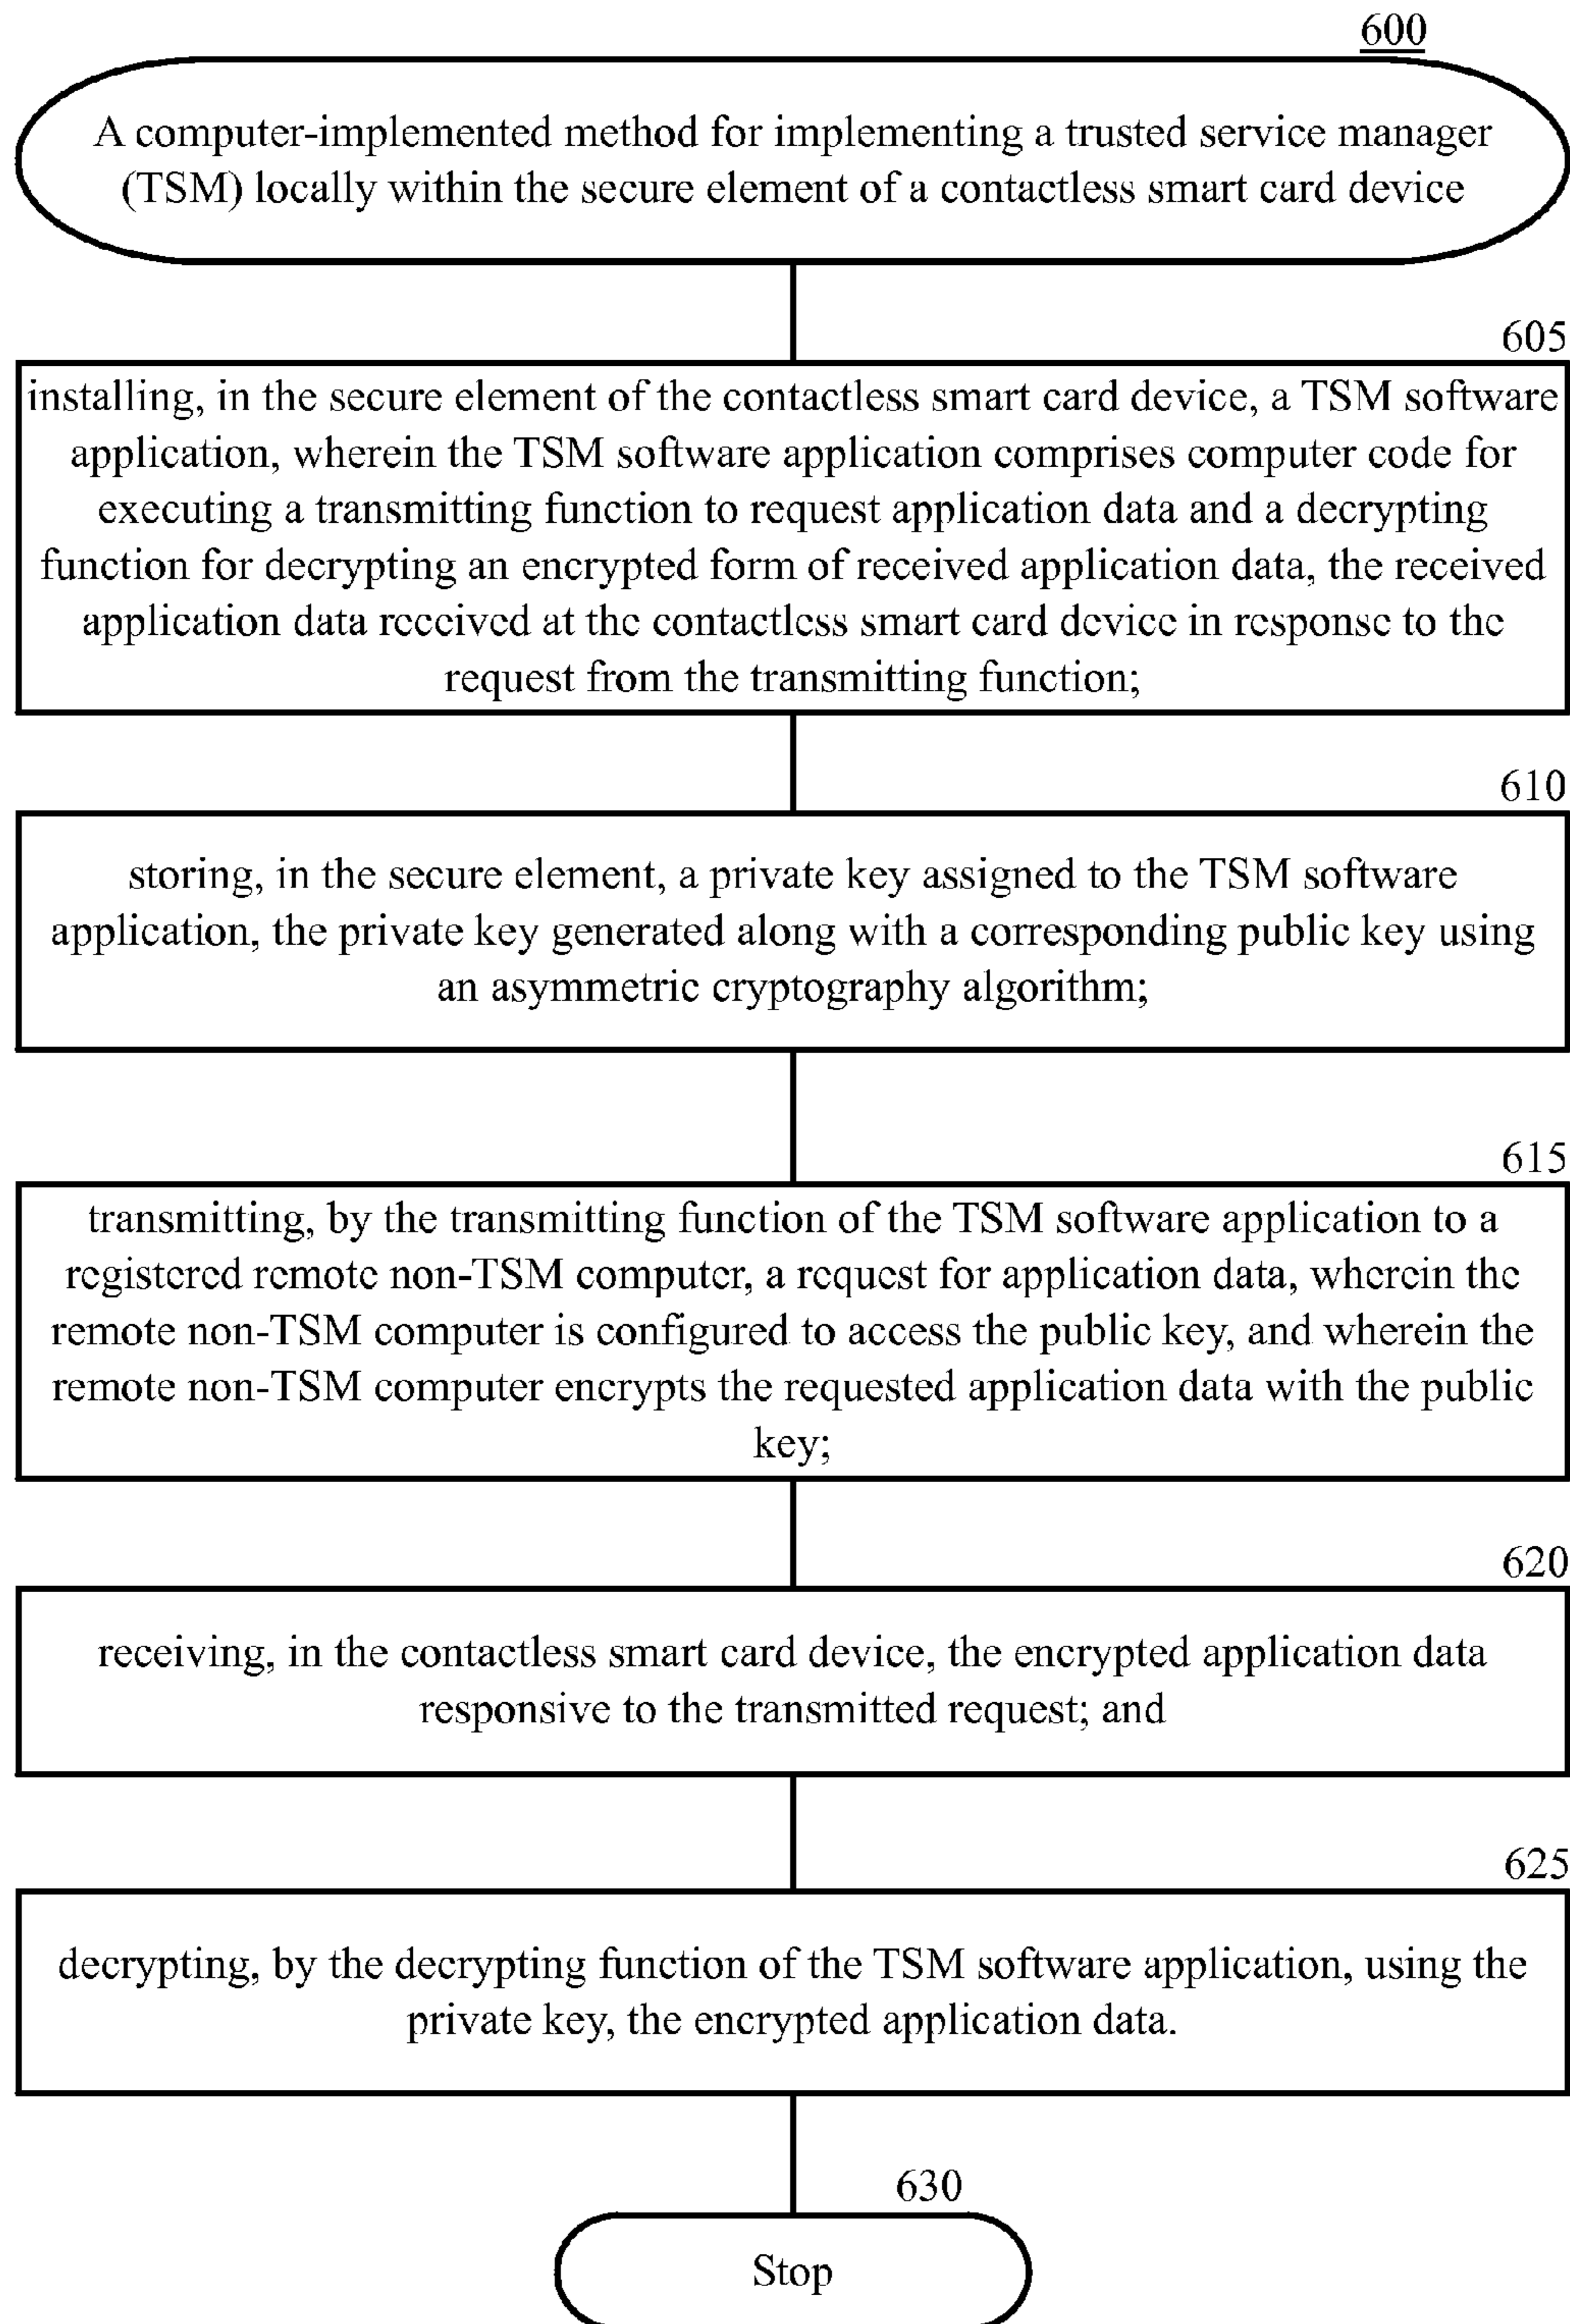 600
A computer-implemented method for implementing a trusted service manager
(TSM) locally within the secure element of a contactless smart card device
605
installing, in the secure element of the contactless smart card device, a TSM software
application, wherein the TSM software application comprises computer code for
executing a transmitting function to request application data and a decrypting
function for decrypting an encrypted form of received application data, the received
application data received at the contactless smart card device in response to the
request from the transmitting function;
610
storing, in the secure element, a private key assigned to the TSM software
application, the private key generated along with a corresponding public key using
an asymmetric cryptography algorithm;
615
transmitting, by the transmitting function of the TSM software application to a
registered remote non-TSM computer, a request for application data, wherein the
remote non-TSM computer is configured to access the public key, and wherein the
remote non-TSM computer encrypts the requested application data with the public
key;
620
receiving, in the contactless smart card device, the encrypted application data
responsive to the transmitted request; and
625
decrypting, by the decrypting function of the TSM software application, using the
private key, the encrypted application data.
630
Stop